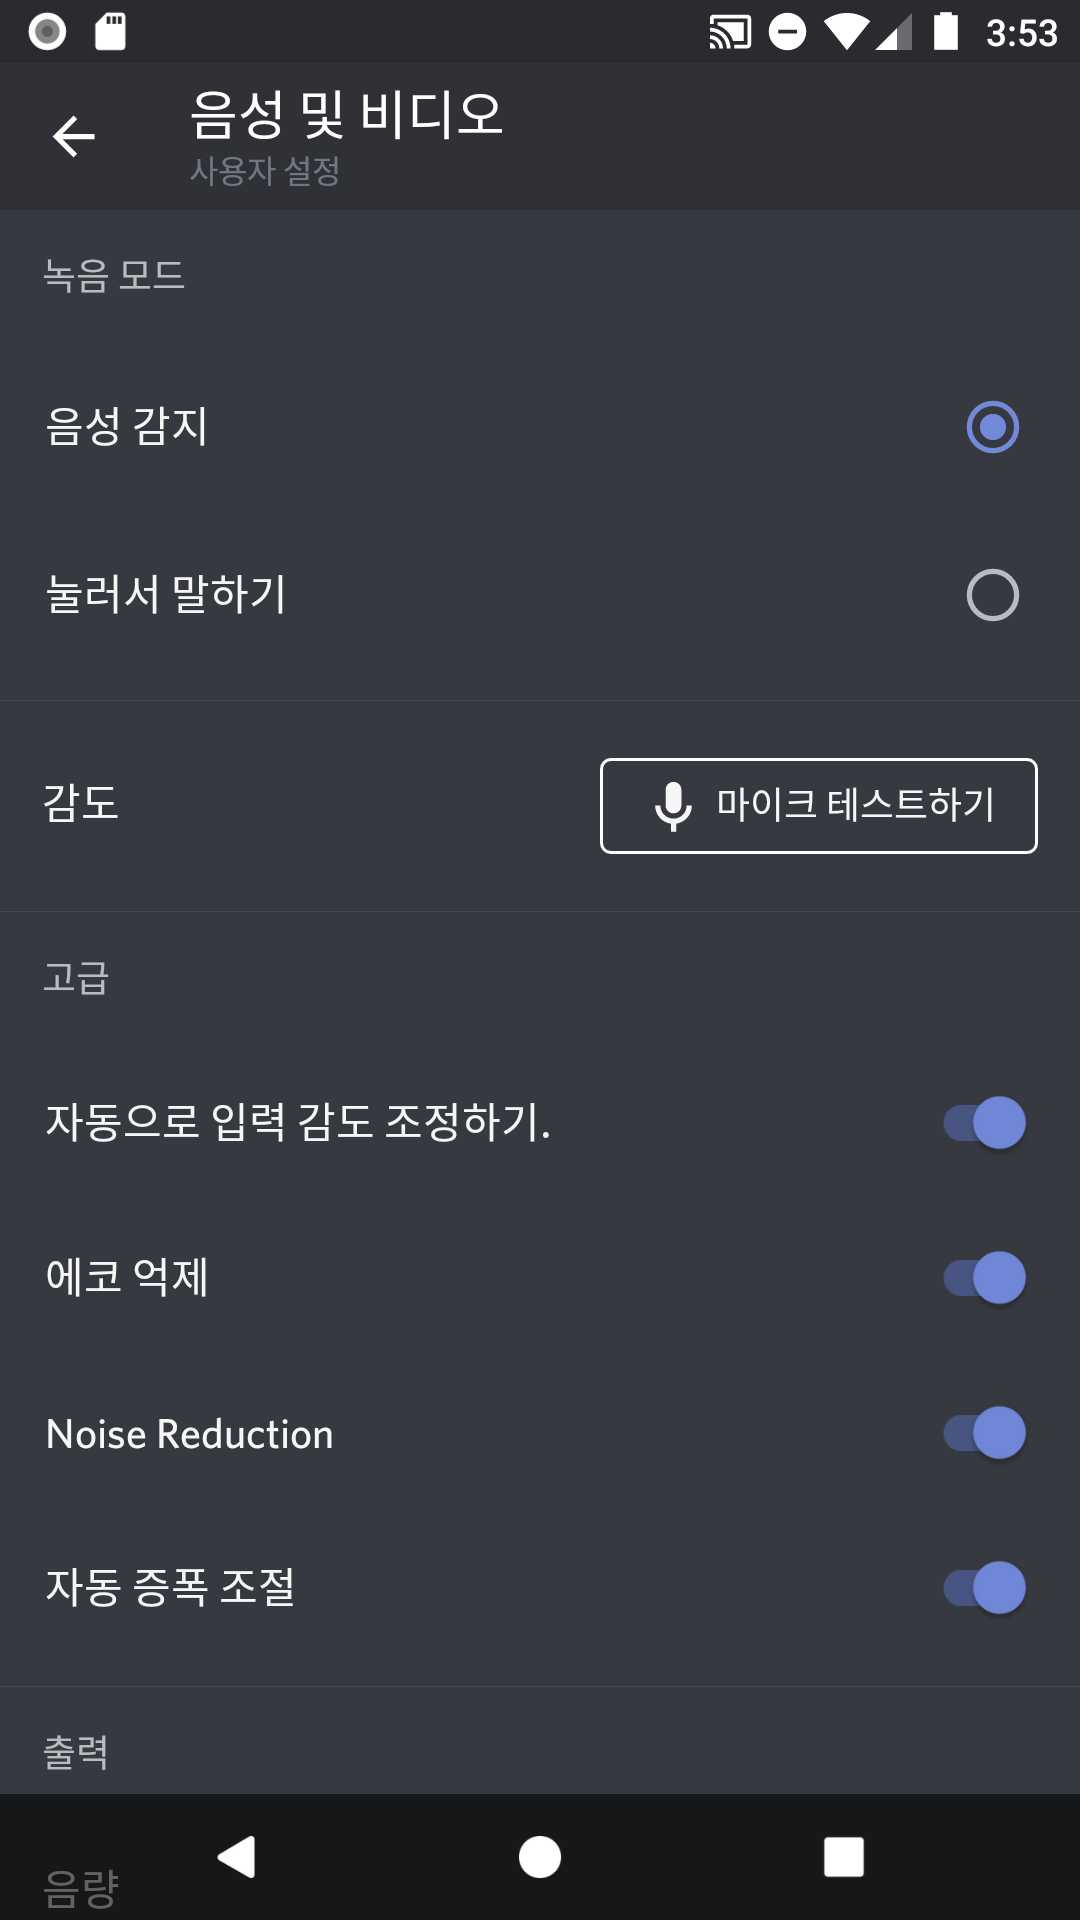 3:53
음성 및 비디오
사용자 설정
녹음 모드
음성 감지
눌러서 말하기
감도
마이크 테스트하기
고급
자동으로 입력 감도 조정하기.
에코 억제
Noise Reduction
자동 증폭 조절
출력
음량